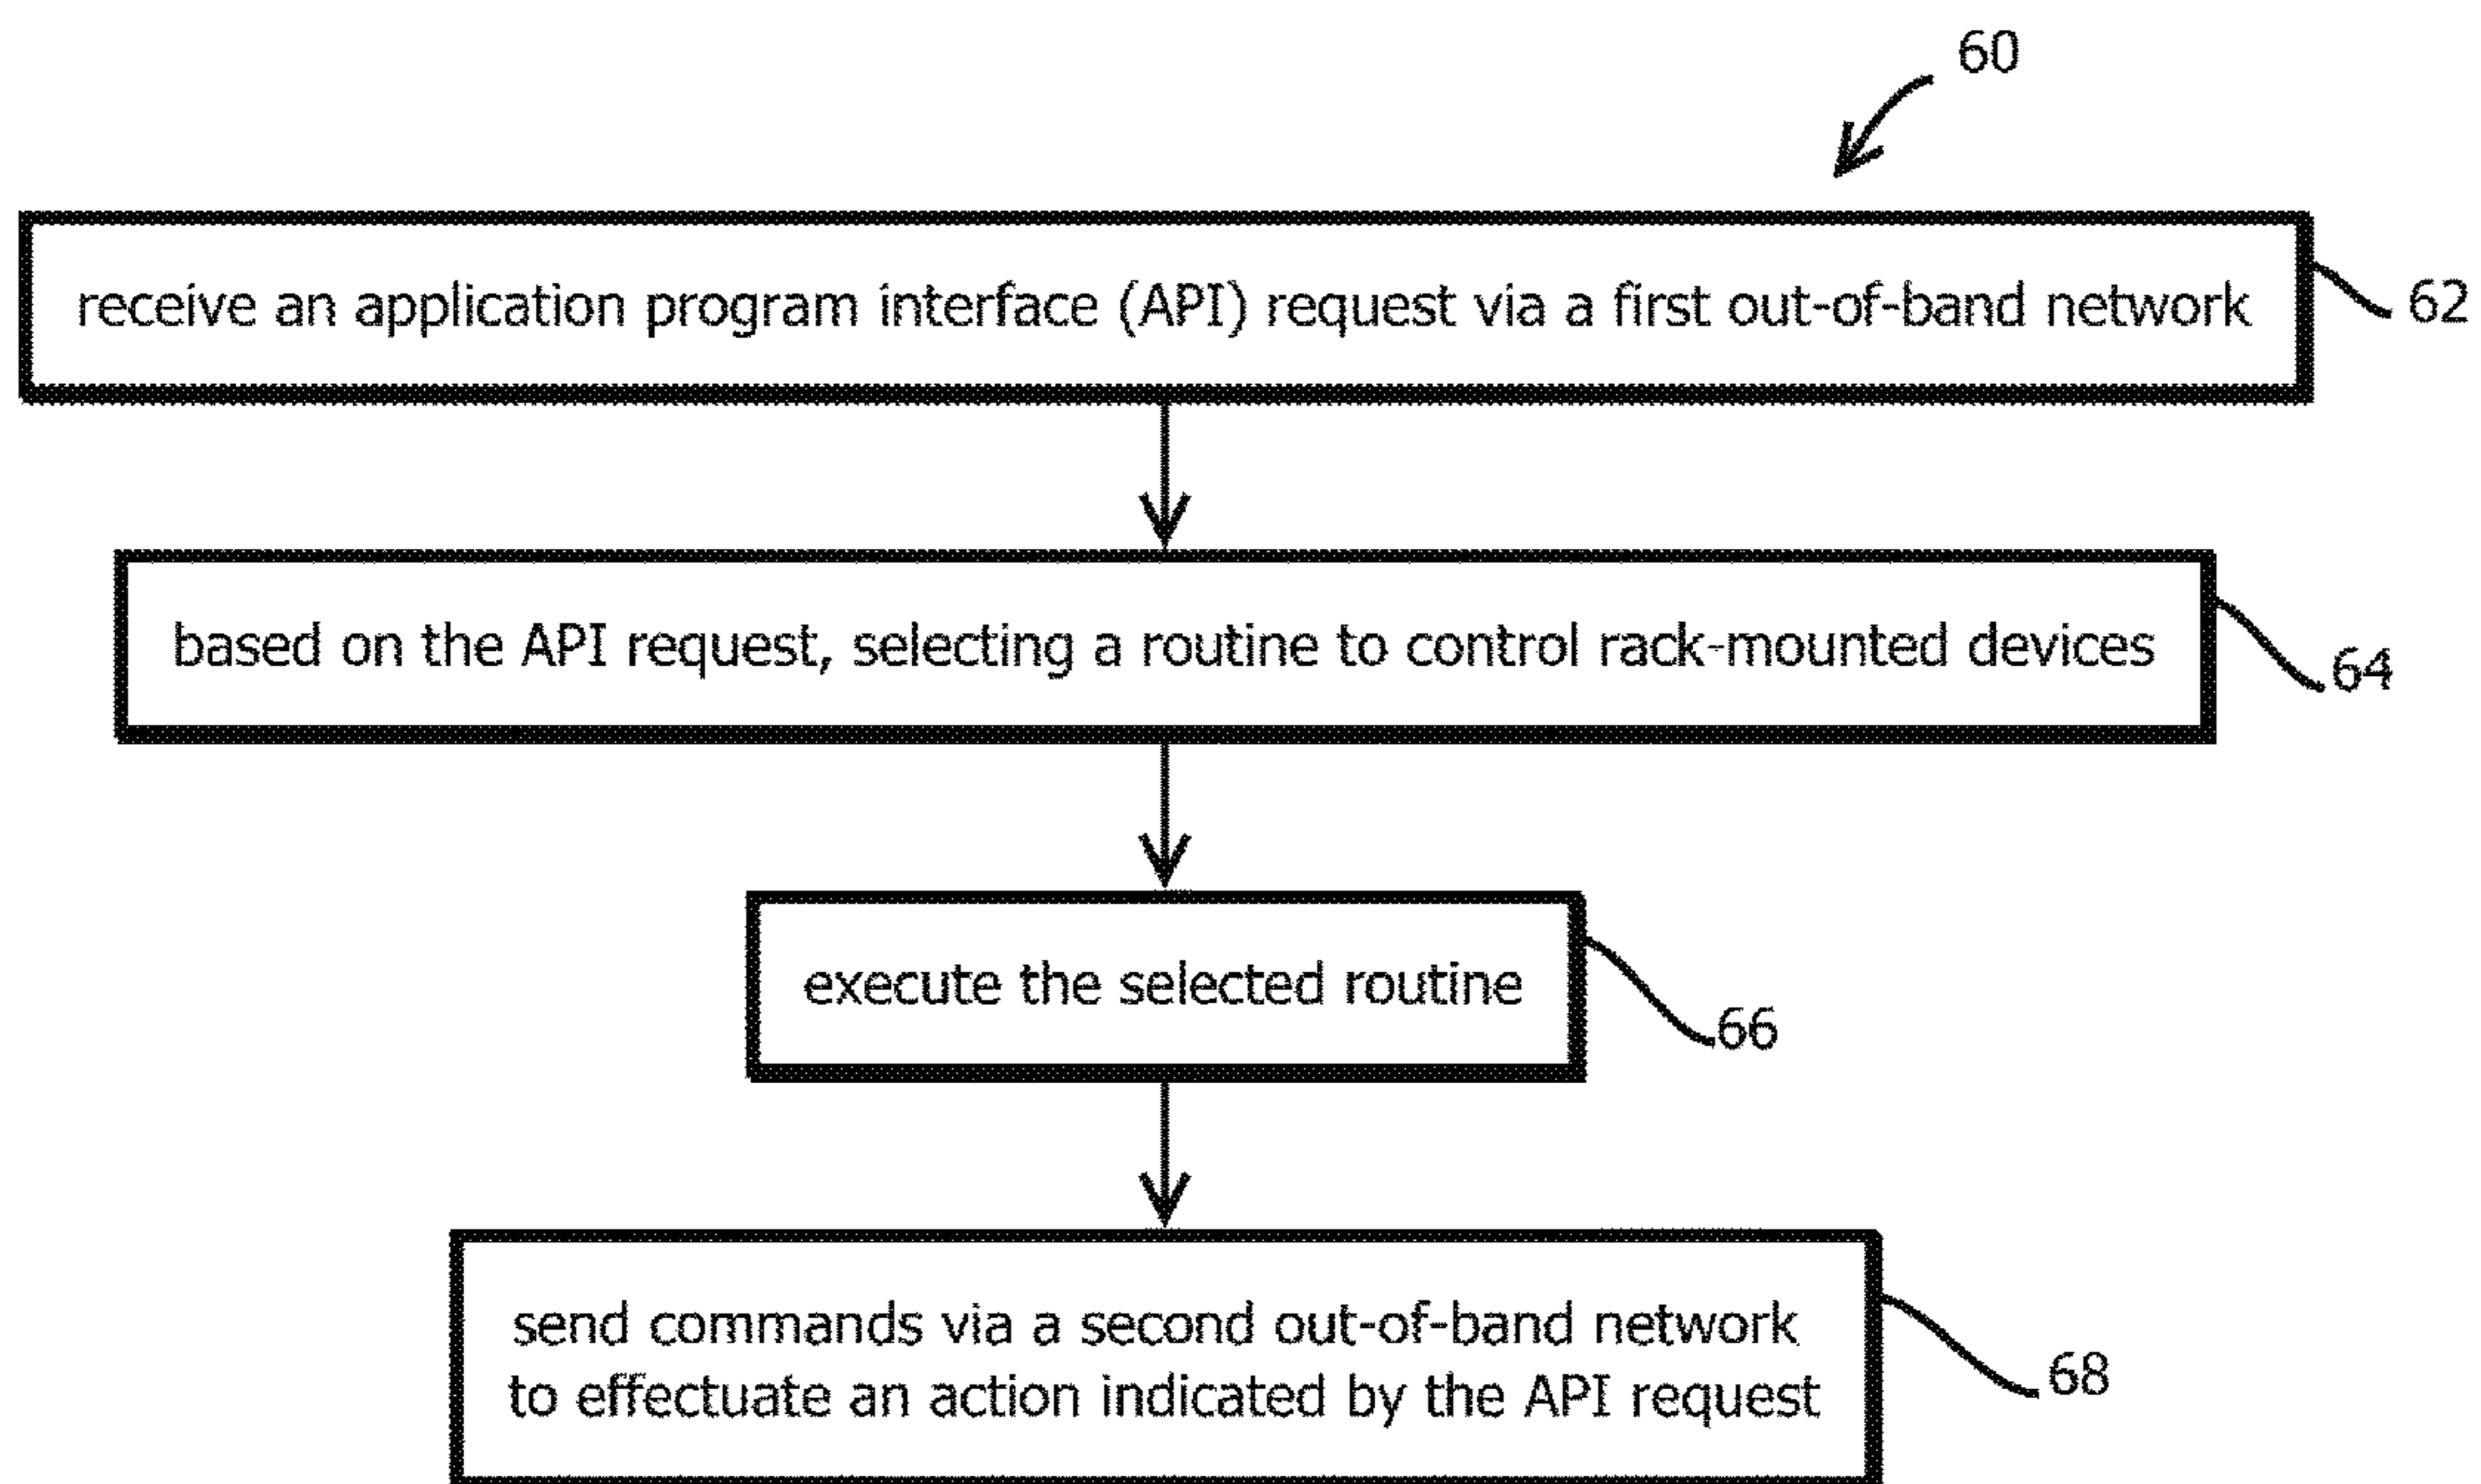 60
receive an application program interface (API) request via a first out-of-band network
62
based on the API request, selecting a routine to control rack-mounted devices
64
execute the selected routine
66
send commands via a second out-of-band network
to effectuate an action indicated by the API request
68